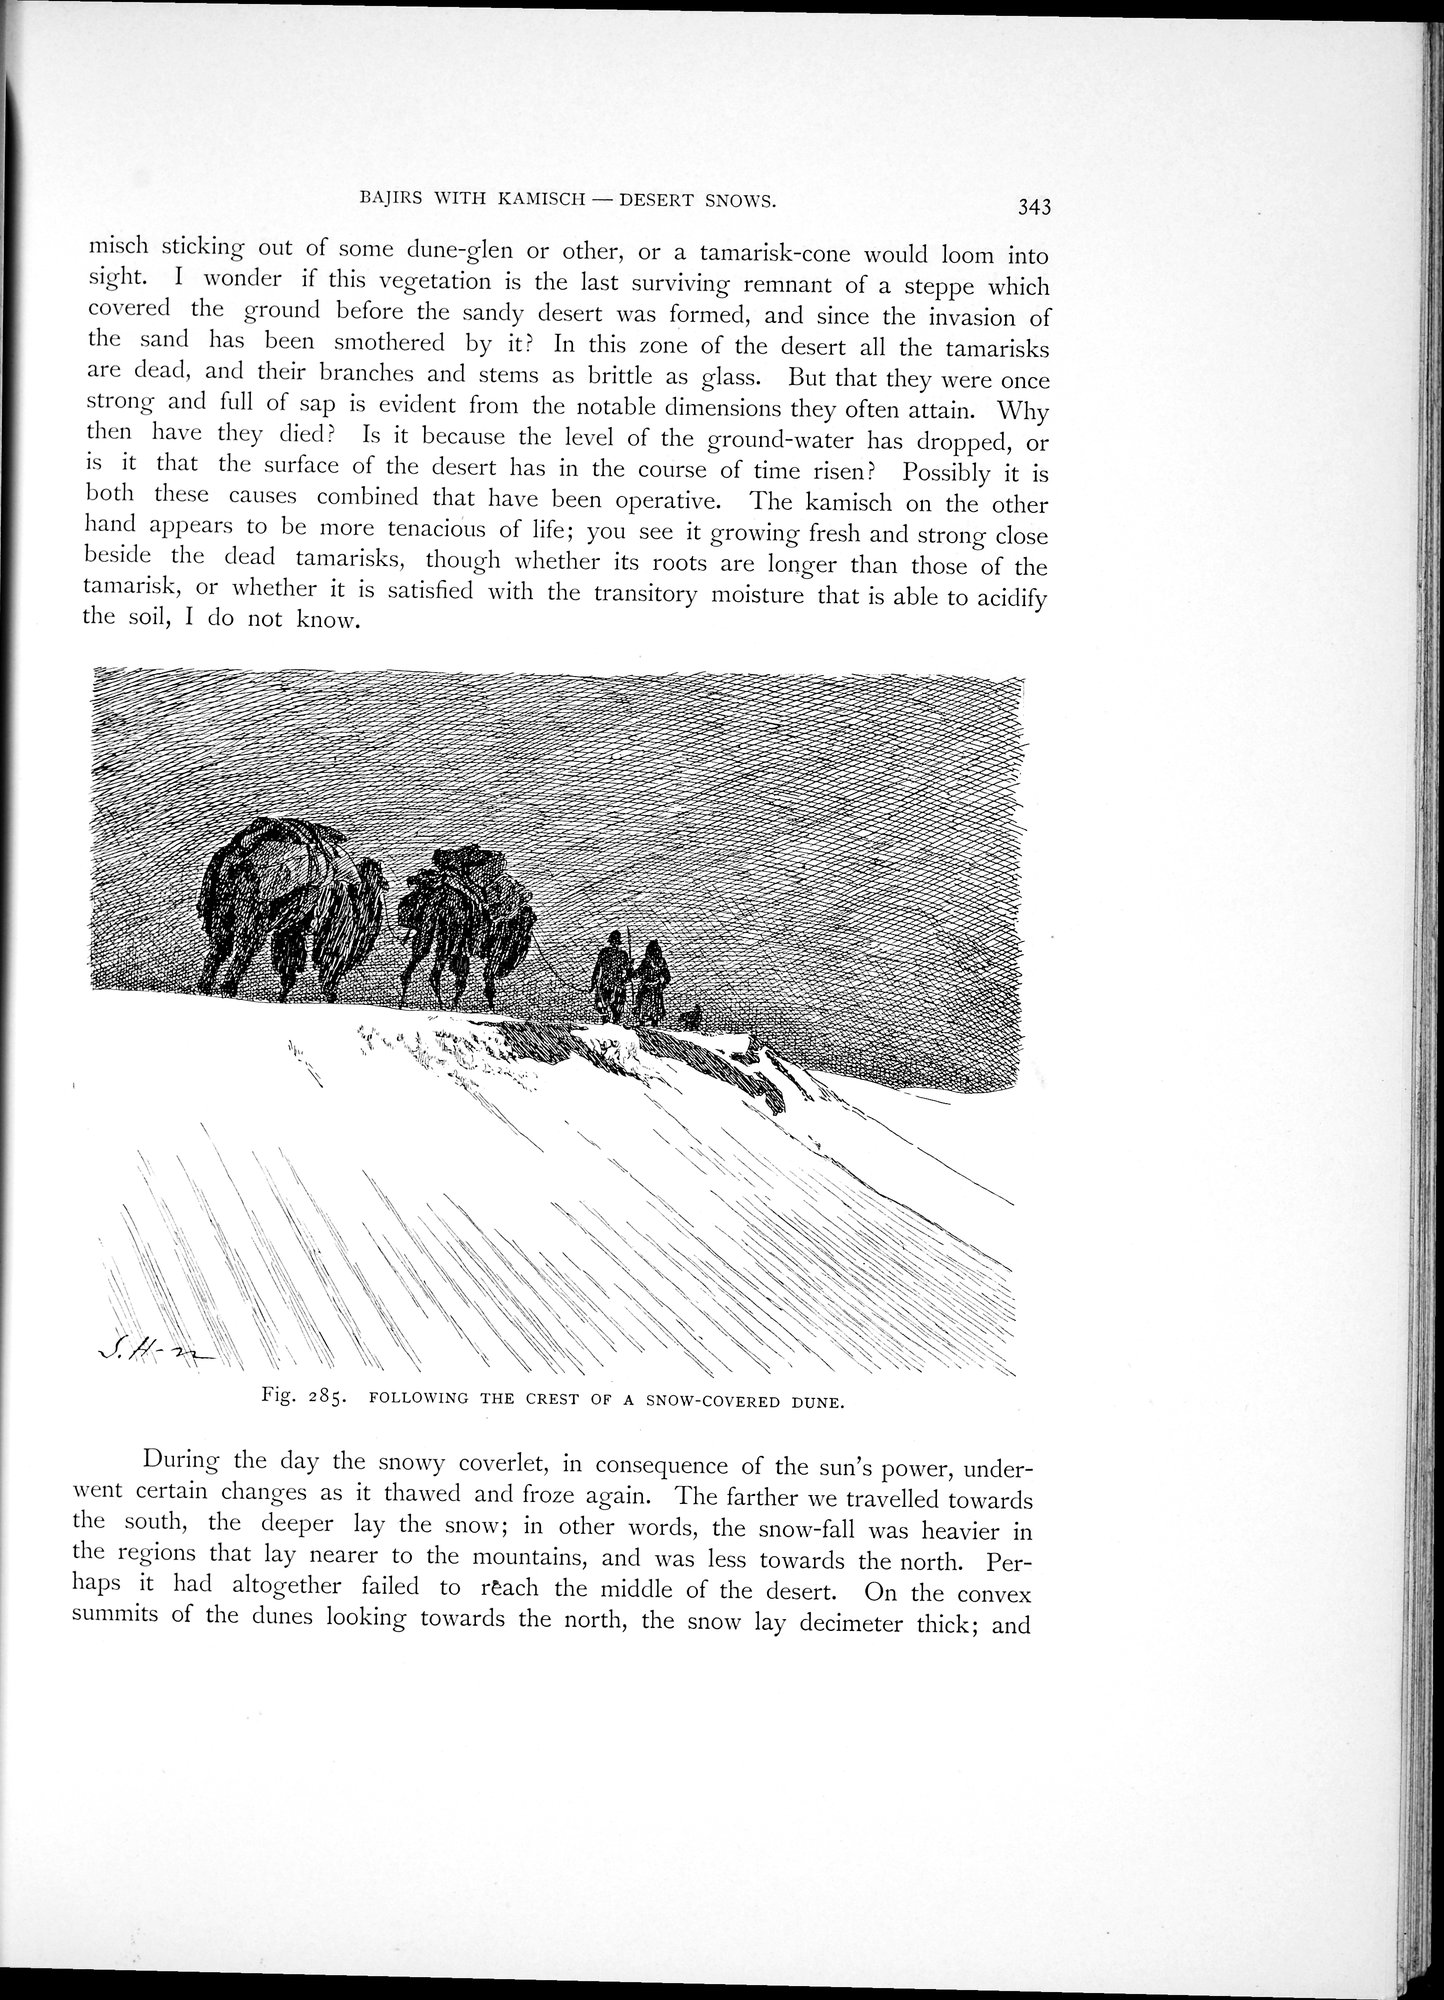 BAJIRS WITH KAMISCH — DESERT SNOWS.
343
misch sticking out of some dune-glen or other, or a tamarisk-cone would loom into
sight. I wonder if this vegetation is the last surviving remnant of a steppe which
covered the ground before the sandy desert was formed, and since the invasion of
the sand has been smothered by it? In this zone of the desert all the tamarisks
are dead, and their branches and stems as brittle as glass. But that they were once
strong and full of sap is evident from the notable dimensions they often attain. Why
then have they died? Is it because the level of the ground-water has dropped, or
is it that the surface of the desert has in the course of time risen? Possibly it is
both these causes combined that have been operative. The kamisch on the other
hand appears to be more tenacious of life; you see it growing fresh and strong close
beside the dead tamarisks, though whether its roots are longer than those of the
tamarisk, or whether it is satisfied with the transitory moisture that is able to acidify
the soil, I do not know.
S. H-n
Fig. 285. FOLLOWING THE CREST OF A SNOW-COVERED DUNE.
During the day the snowy coverlet, in consequence of the sun's power, under-
went certain changes as it thawed and froze again. The farther we travelled towards
the south, the deeper lay the snow; in other words, the snow-fall was heavier in
the regions that lay nearer to the mountains, and was less towards the north. Per-
haps it had altogether failed to reach the middle of the desert. On the convex
summits of the dunes looking towards the north, the snow lay decimeter thick; and